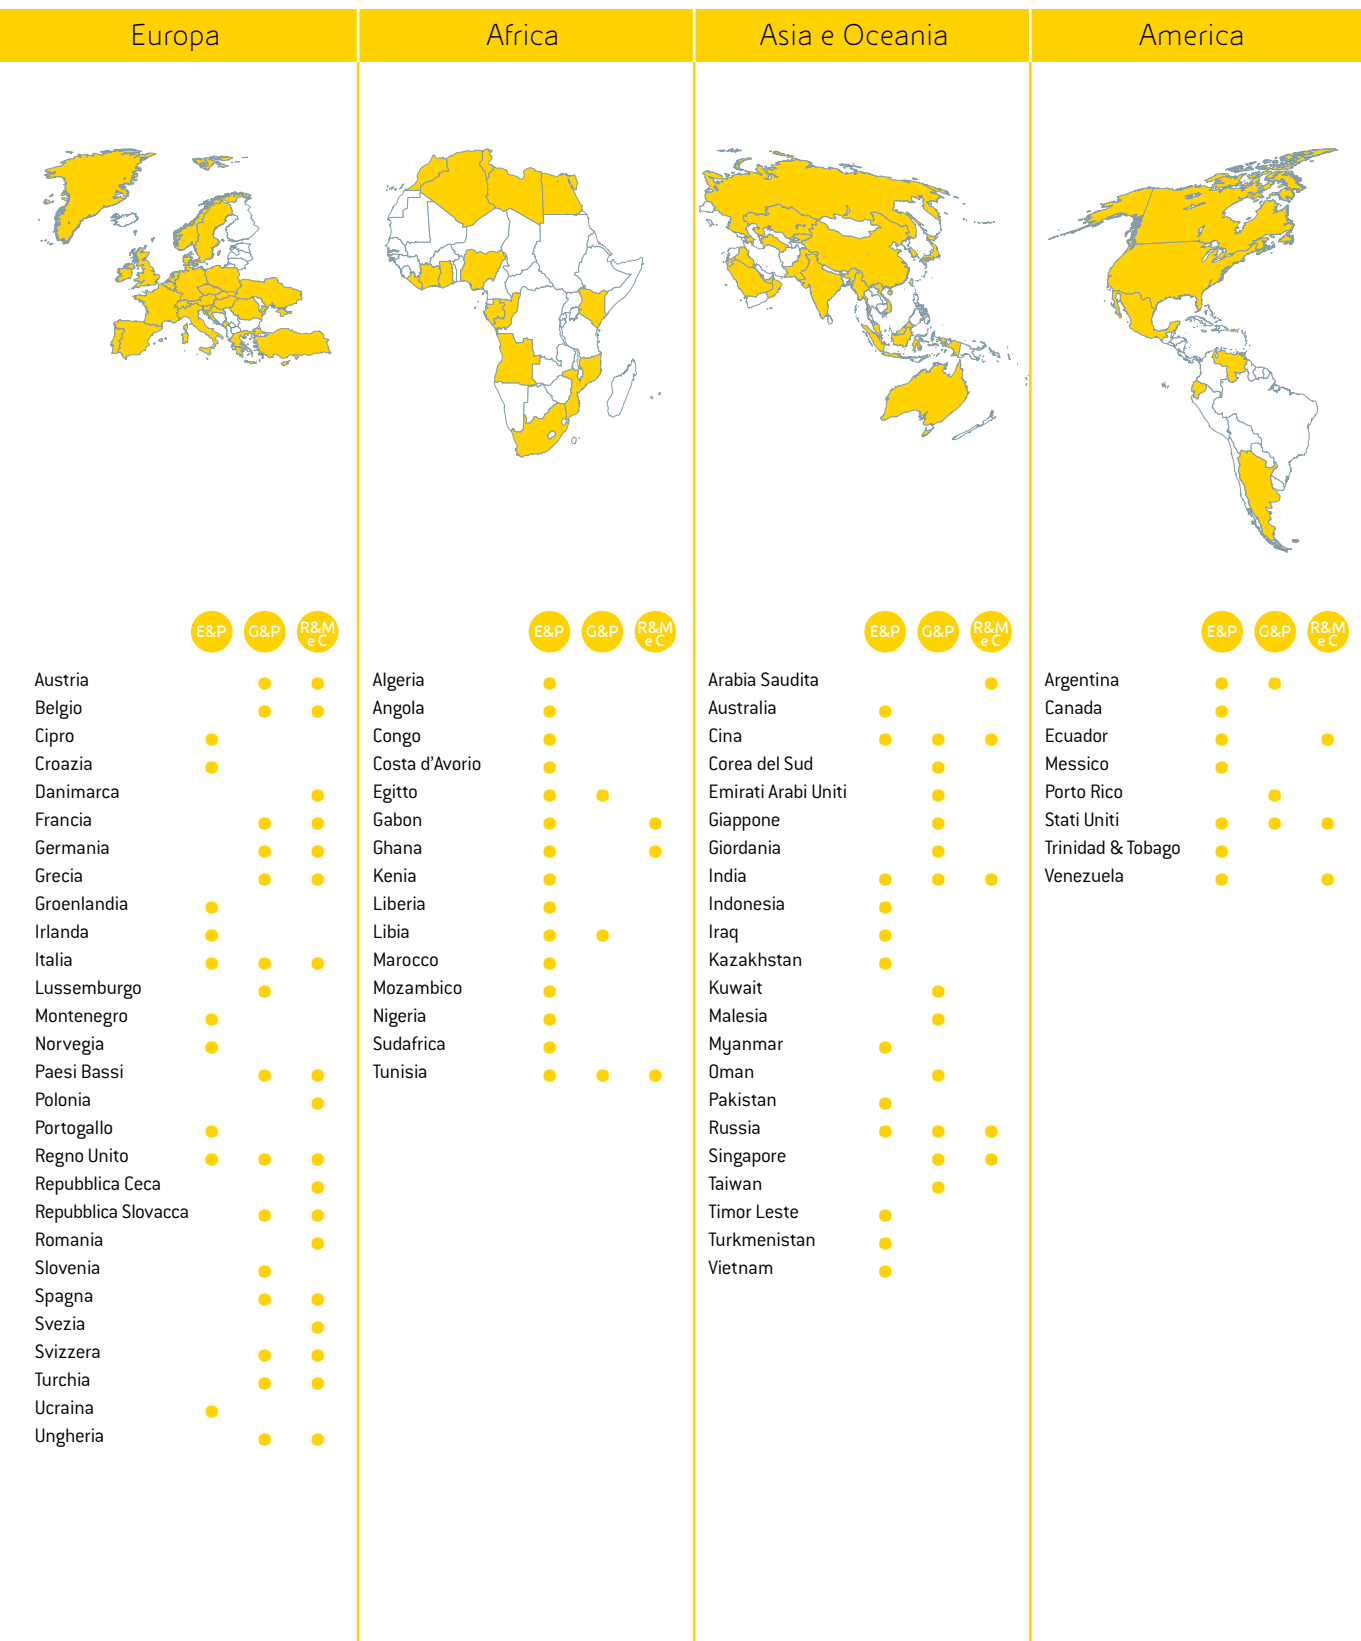 Europa
Africa
Asia e Oceania
America
E&P G&P R&M e C
Austria
Belgio
Cipro
Croazia
Danimarca
Francia
Germania
Grecia
Groenlandia
Irlanda
Italia
Lussemburgo
Montenegro
Norvegia
Paesi Bassi
Polonia
Portogallo
Regno Unito
Repubblica Ceca
Repubblica Slovacca
Romania
Slovenia
Spagna
Svezia
Svizzera
Turchia
Ucraina
Ungheria
E&P G&P R&M e C
Algeria
Angola
Congo
Costa d’Avorio
Egitto
Gabon
Ghana
Kenia
Liberia
Libia
Marocco
Mozambico
Nigeria
Sudafrica
Tunisia
E&P G&P R&M e C
Arabia Saudita
Australia
Cina
Corea del Sud
Emirati Arabi Uniti
Giappone
Giordania
India
Indonesia
Iraq
Kazakhstan
Kuwait
Malesia
Myanmar
Oman
Pakistan
Russia
Singapore
Taiwan
Timor Leste
Turkmenistan
Vietnam
E&P G&P R&M e C
Argentina
Canada
Ecuador
Messico
Porto Rico
Stati Uniti
Trinidad & Tobago
Venezuela